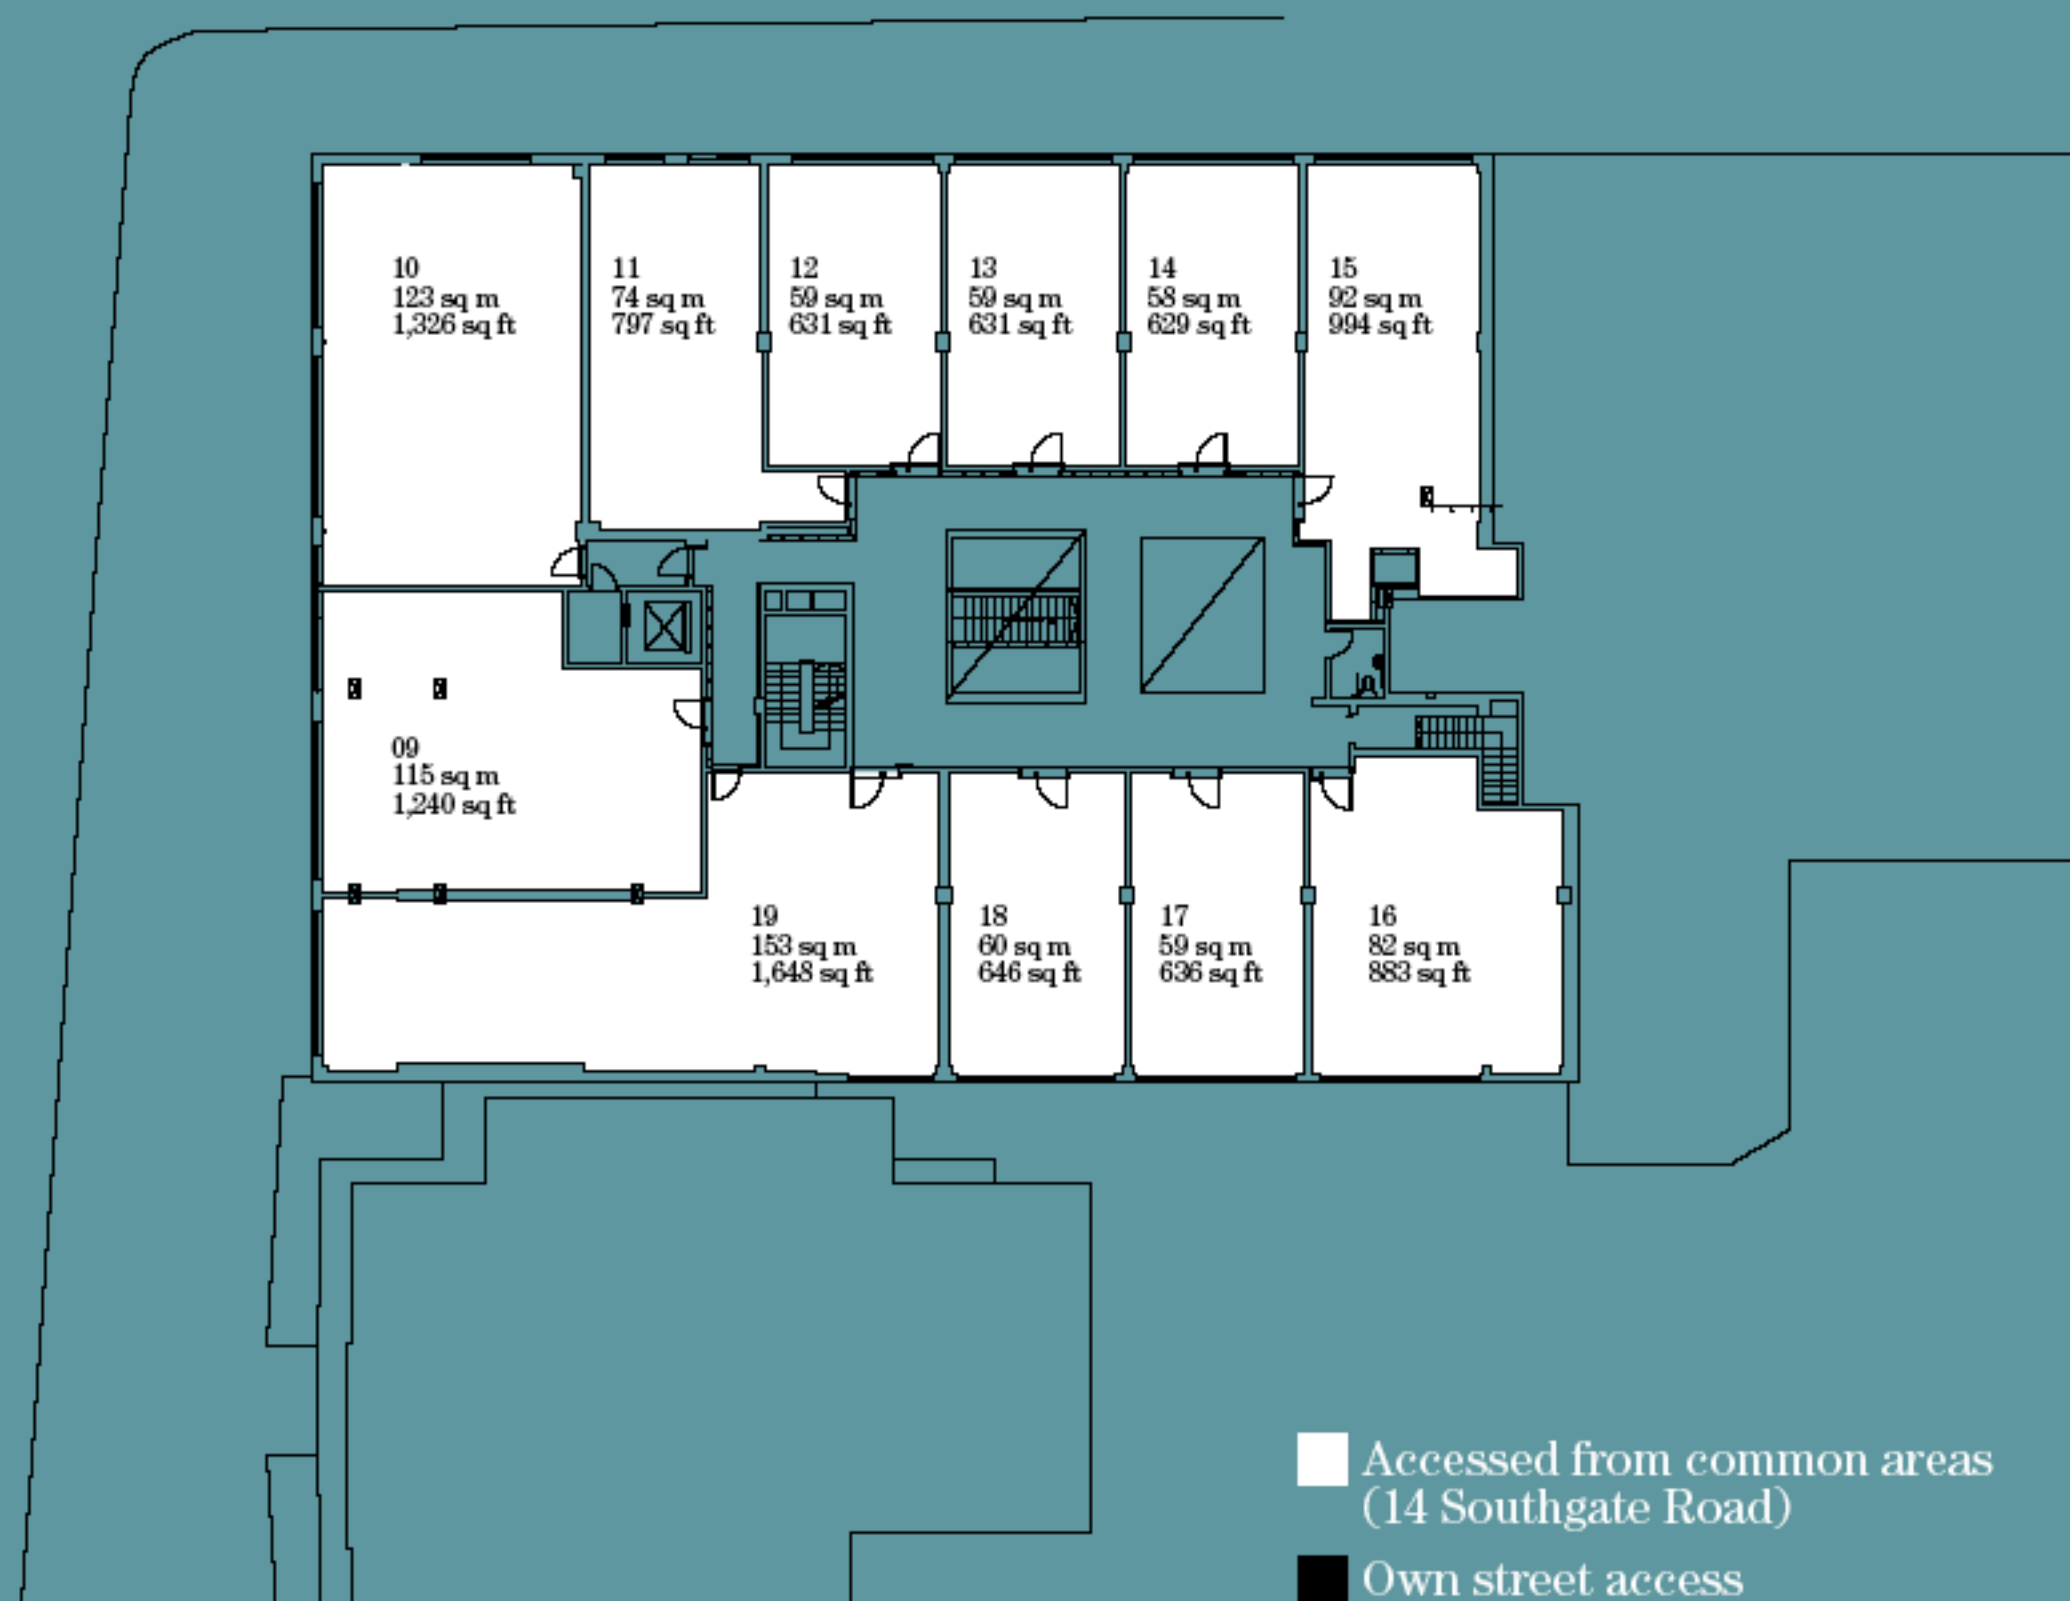 10
123 sq m
1,326 sq ft
11
74 sq m
797 sq ft
12
59 sq m
631 sq ft
13
59 sq m
631 sq ft
14
58 sq m
629 sq ft
15
92 sq m
994 sq ft
09
115 sq m
1,240 sq ft
19
153 sq m
1,648 sq ft
18
60 sq m
646 sq ft
17
59 sq m
636 sq ft
16
82 sq m
883 sq ft
Accessed from common areas
(14 Southgate Road)
Own street access